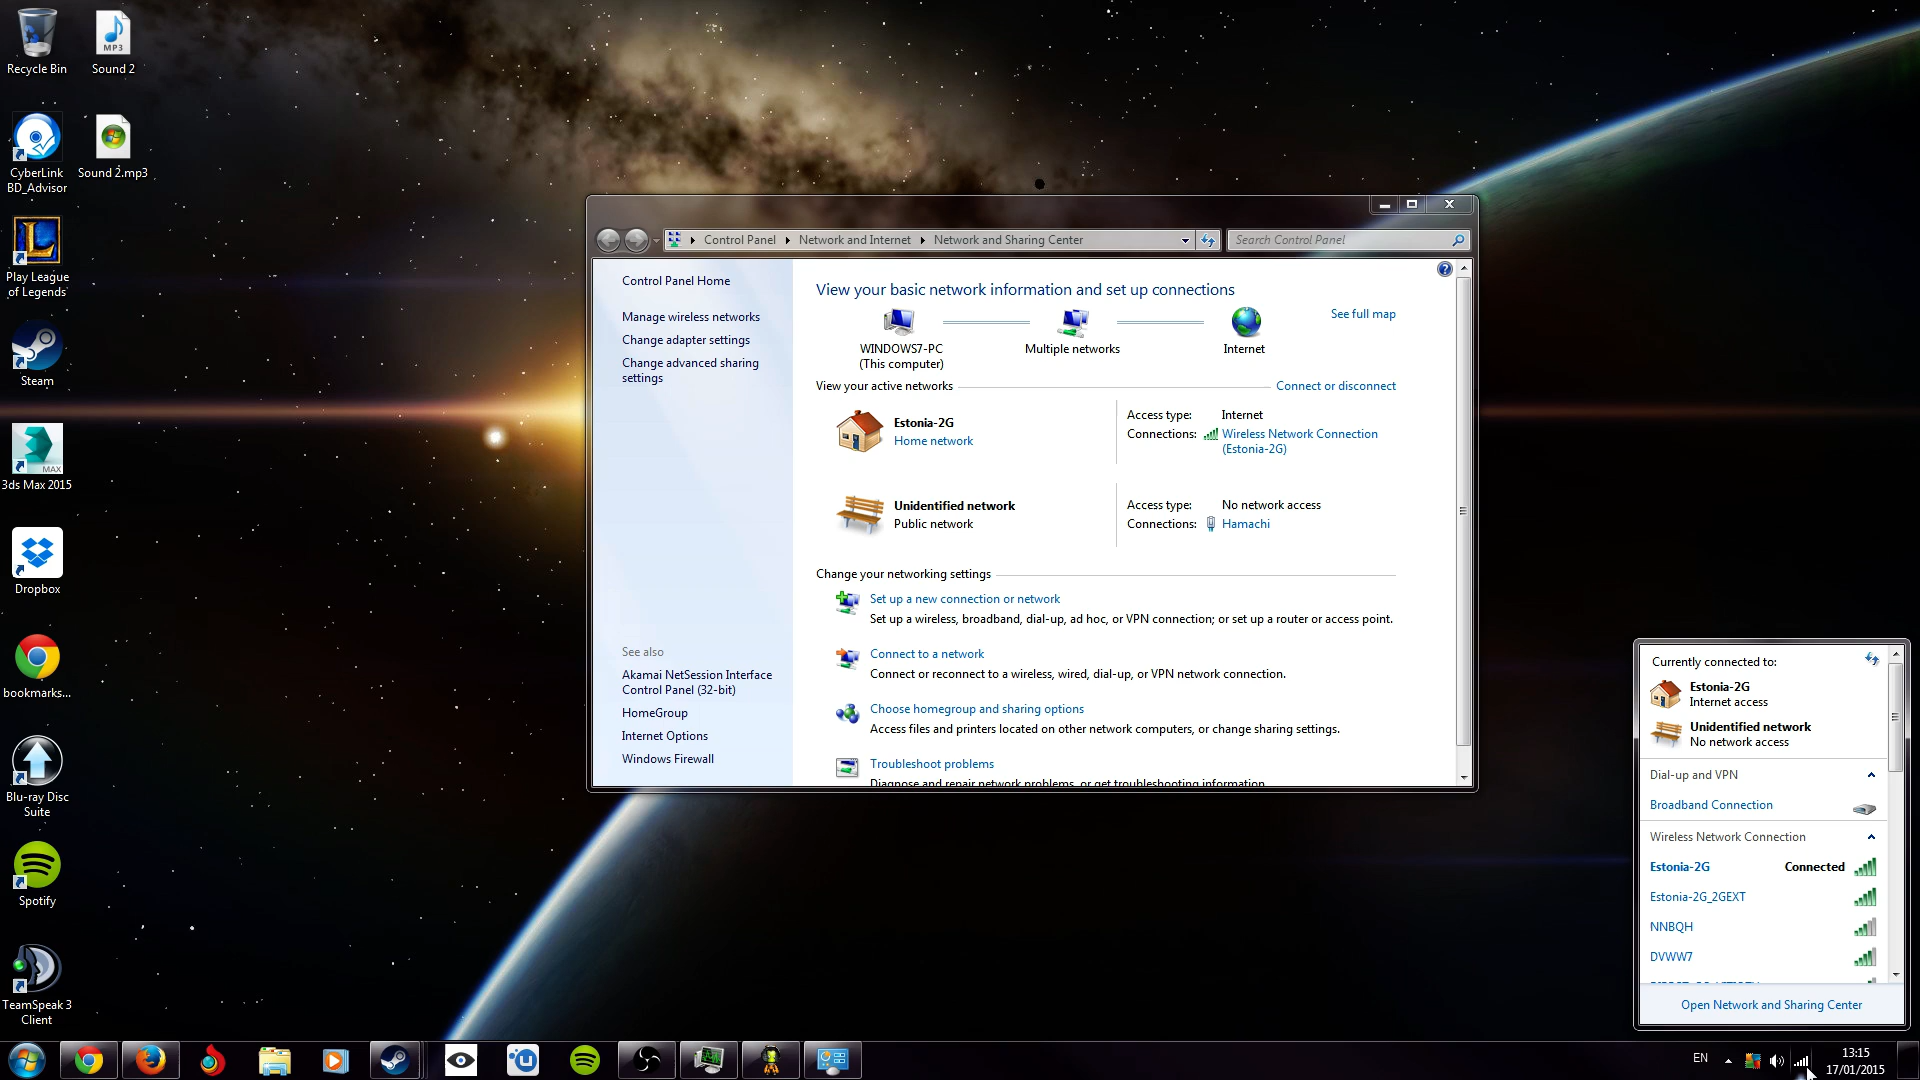 Recycle Bin
Sound 2
MP3
CyberLink
BD_Advisor
Sound 2.mp3
Play League
of Legends
Steam
MAX
3ds Max 2015
Dropbox
bookmarks...
Blu-ray Disc
Suite
Spotify
TeamSpeak 3
Client
Control Panel
Network and Internet
Network and Sharing Center
Search Control Panel
Control Panel Home
Manage wireless networks
Change adapter settings
Change advanced sharing
settings
See also
Akamai NetSession Interface
Control Panel (32-bit)
HomeGroup
Internet Options
Windows Firewall
View your basic network information and set up connections
See full map
WINDOWS7-PC
(This computer)
Multiple networks
Internet
View your active networks
Connect or disconnect
Estonia-2G
Home network
Access type: Internet
Connections: Wireless Network Connection
(Estonia-2G)
Unidentified network
Public network
Access type: No network access
Connections: Hamachi
Change your networking settings
Set up a new connection or network
Set up a wireless, broadband, dial-up, ad hoc, or VPN connection; or set up a router or access point.
Connect to a network
Connect or reconnect to a wireless, wired, dial-up, or VPN network connection.
Choose homegroup and sharing options
Access files and printers located on other network computers, or change sharing settings.
Troubleshoot problems
Diagnose and repair network problems, or get troubleshooting information.
Currently connected to:
Estonia-2G
Internet access
Unidentified network
No network access
Dial-up and VPN
Broadband Connection
Wireless Network Connection
Estonia-2G Connected
Estonia-2G_2GEXT
NNBQH
DVWW7
Open Network and Sharing Center
EN
13:15
17/01/2015